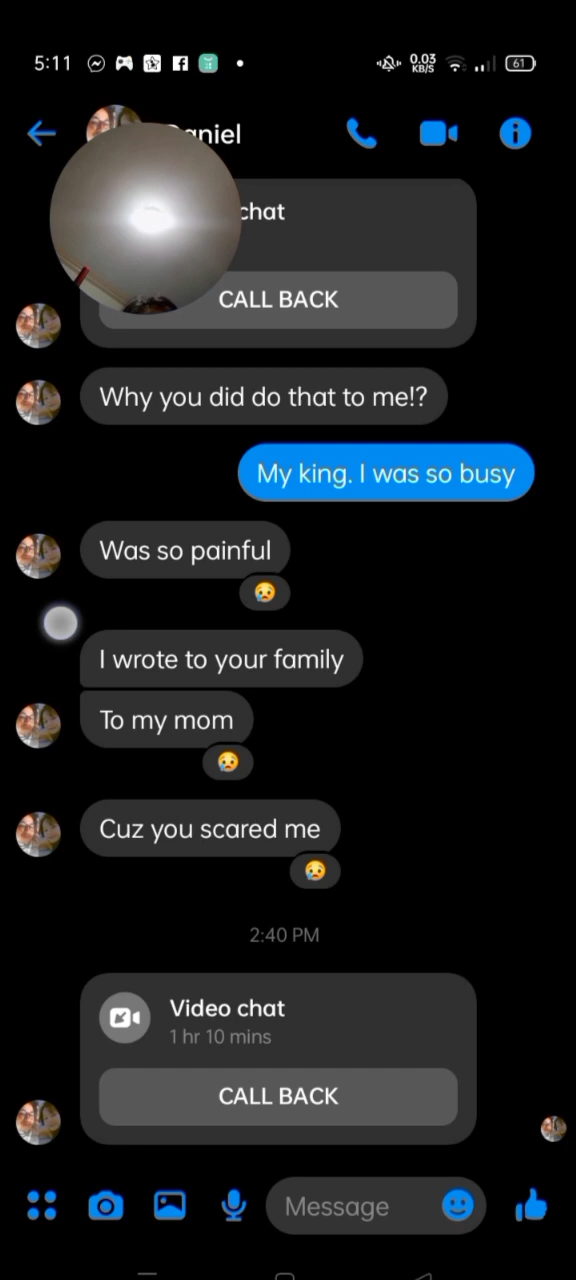 5:11
0.03
KB/S
61
aniel
chat
CALL BACK
Why you did do that to me!?
My king. I was so busy
Was so painful
I wrote to your family
To my mom
Cuz you scared me
2:40 PM
Video chat
1 hr 10 mins
CALL BACK
Message